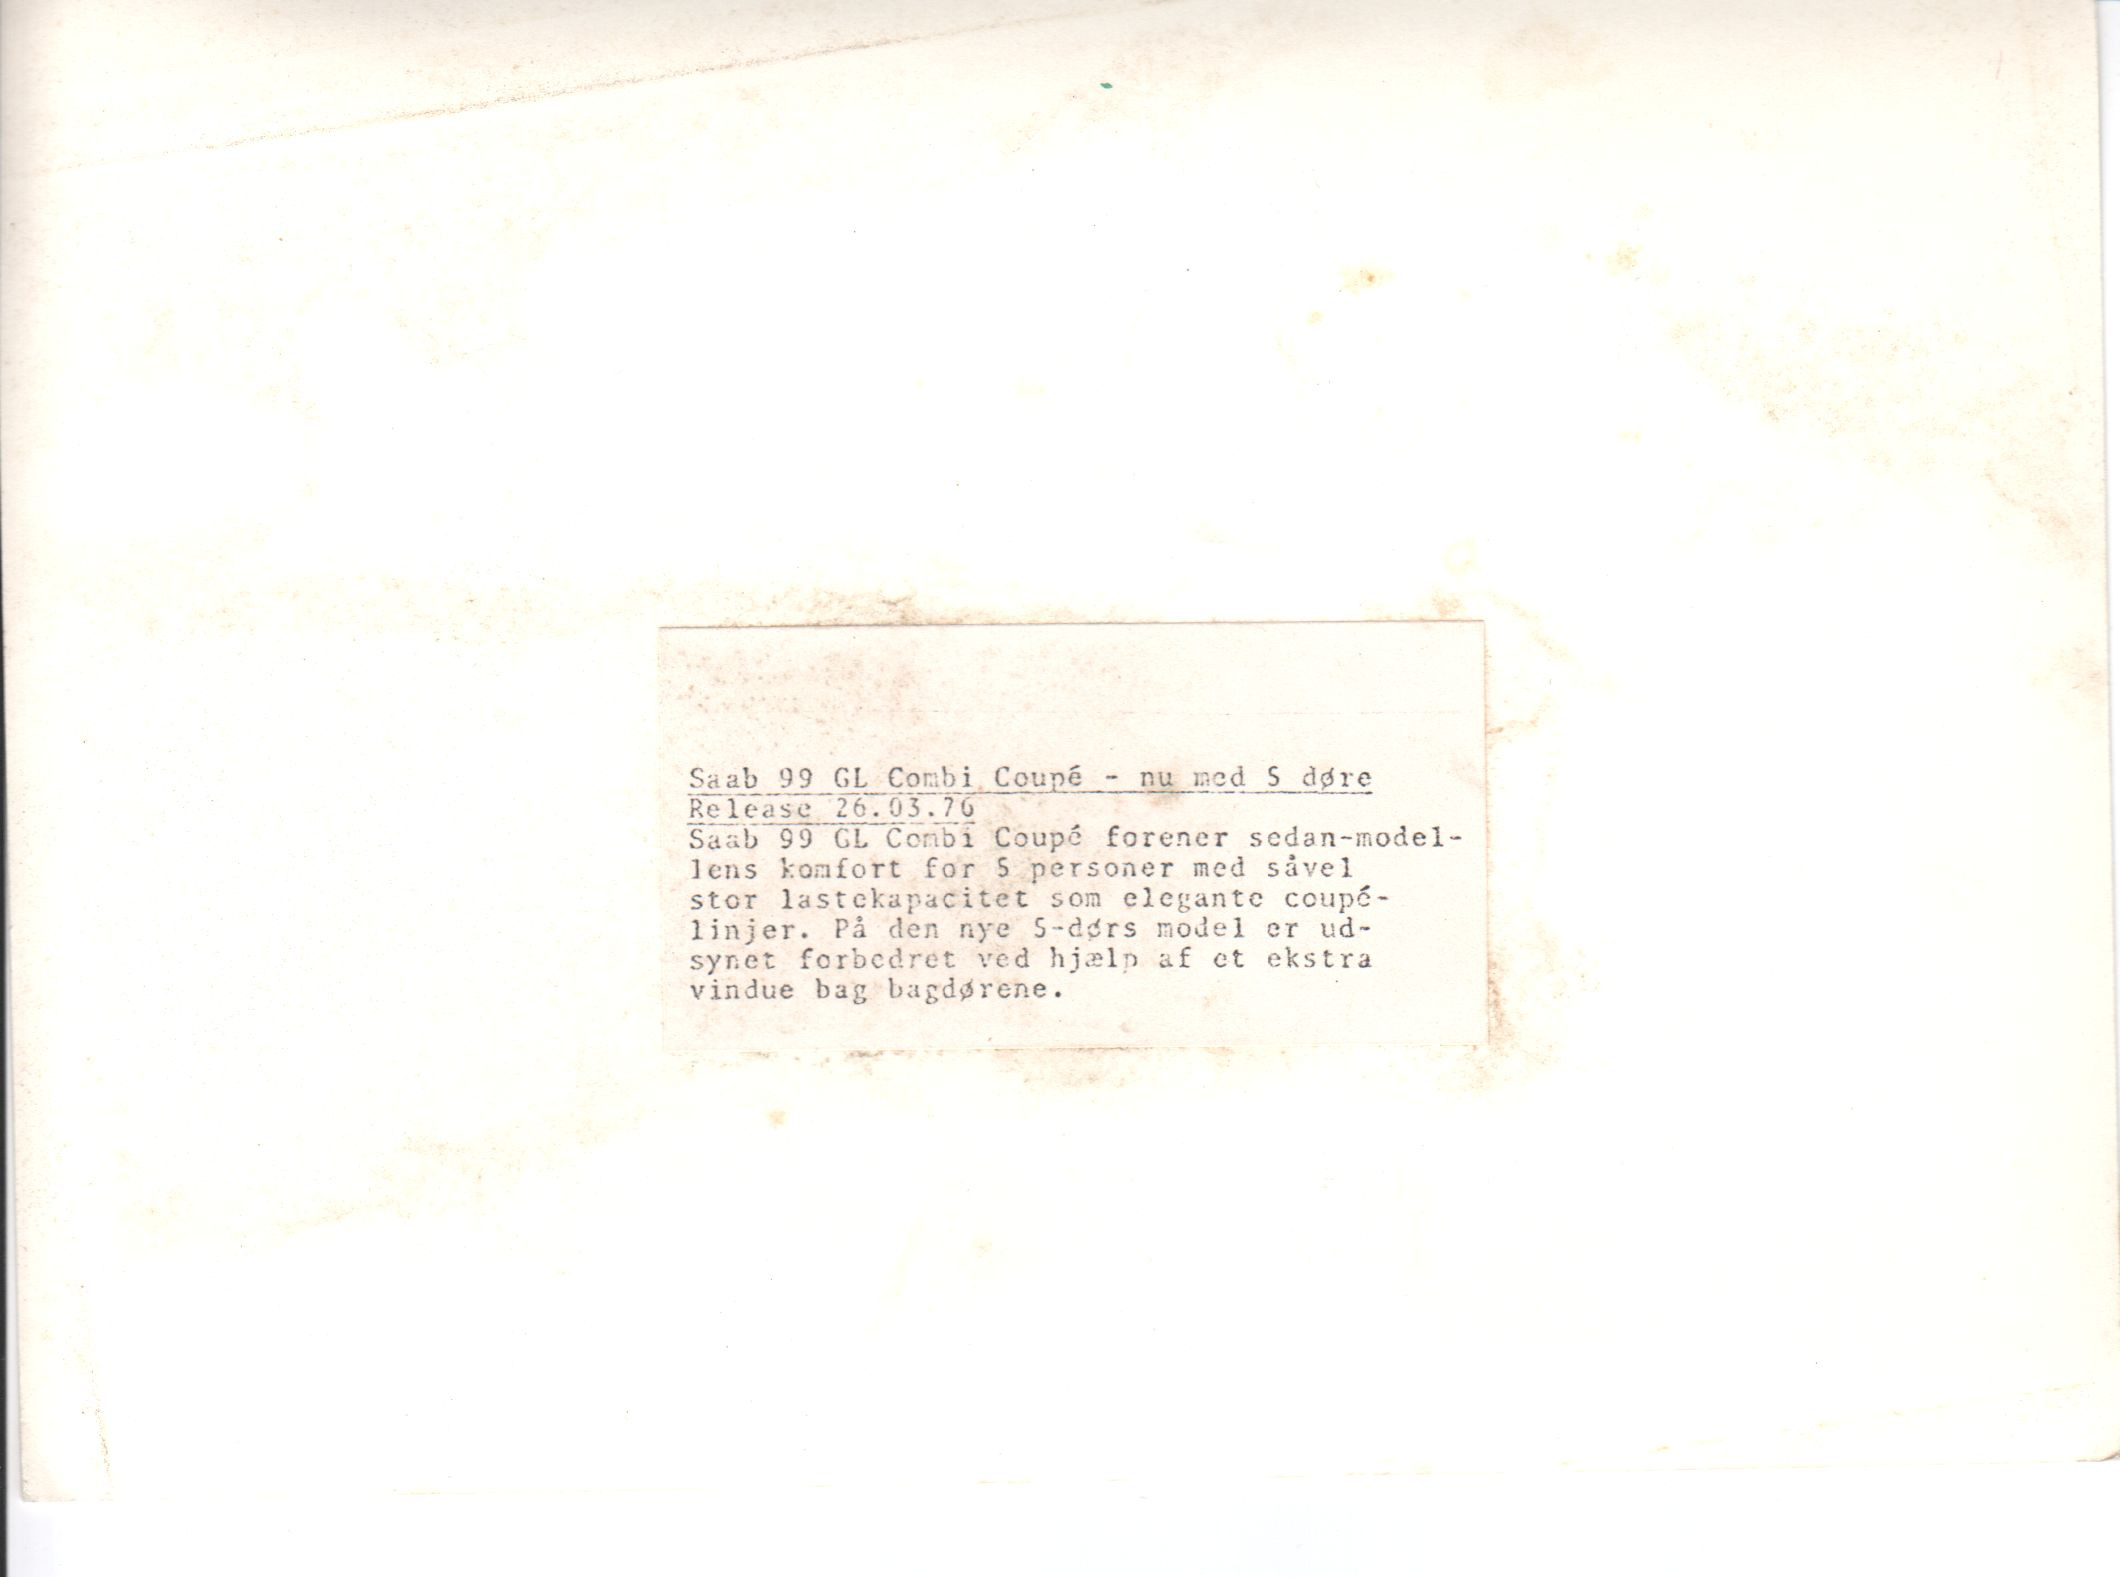 Saab 99 GL Combi Coupé - nu med 5 døre
Release 26.03.76
Saab 99 GL Combi Coupé forener sedan-model-
lens komfort for 5 personer med såvel
stor lastekapacitet som elegante coupé-
linjer. På den nye 5-dørs model er ud-
synet forbedret ved hjælp af et ekstra
vindue bag bagdørene.